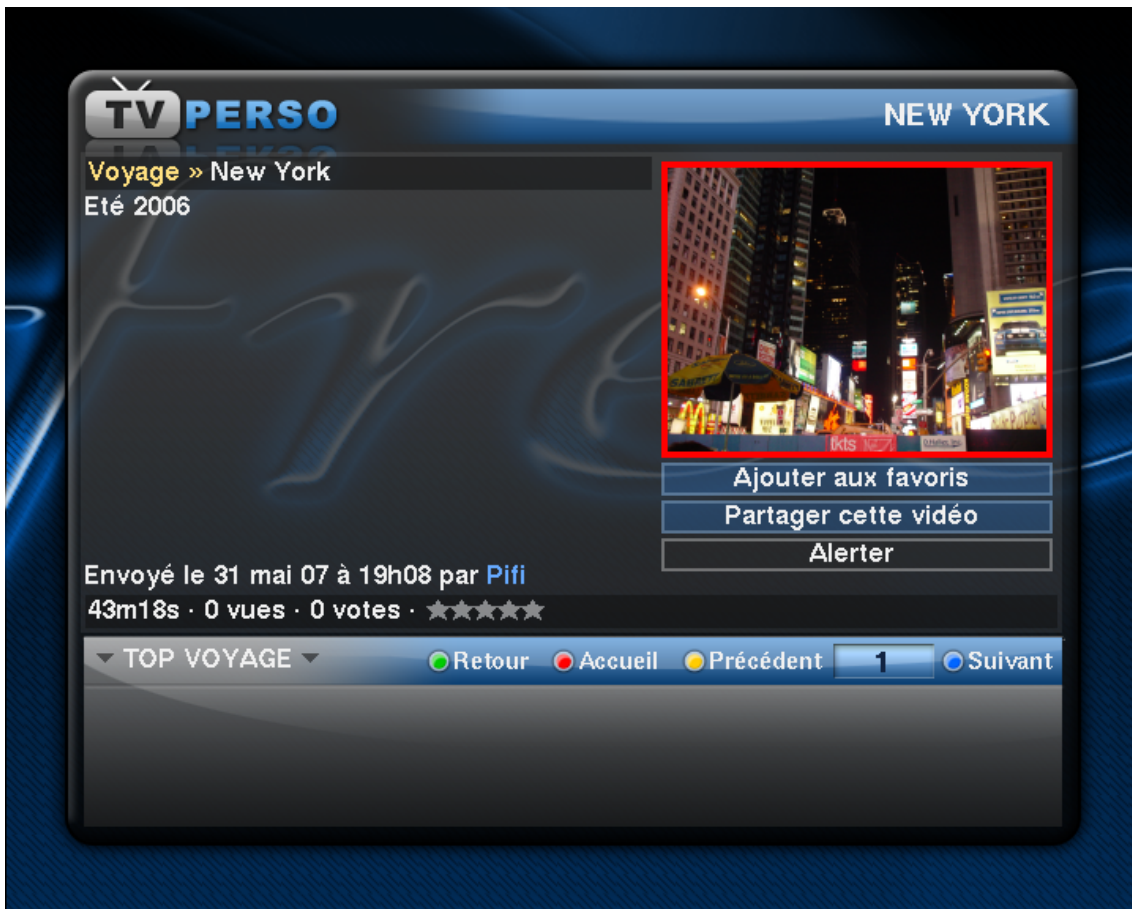 TV PERSO
NEW YORK
Voyage » New York
Eté 2006
tkts
Ajouter aux favoris
Partager cette vidéo
Alerter
Envoyé le 31 mai 07 à 19h08 par Pifi
43m18s · 0 vues · 0 votes · ★★★★★
TOP VOYAGE
Retour
Accueil
Précédent
1
Suivant